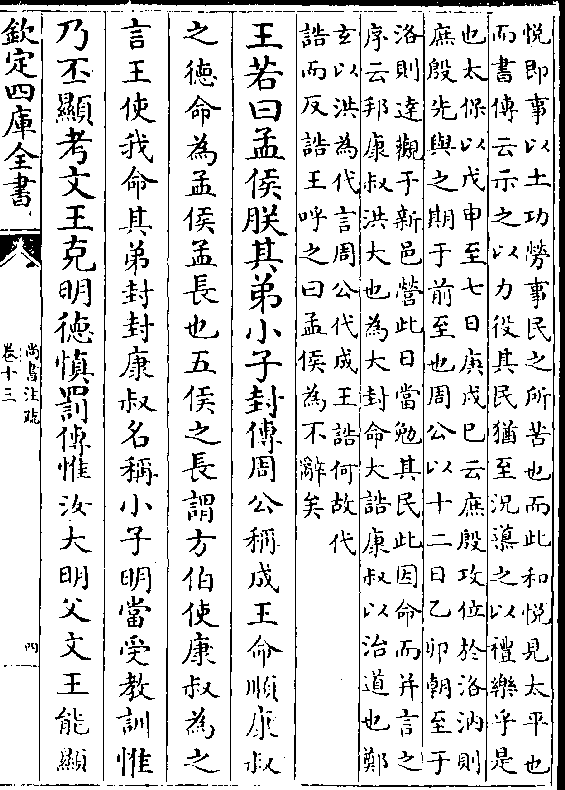 悦即事以土功勞事民之所苦也而此和悦見太平也
而書傳云示之以力役其民猶至況導之以禮樂乎是
也太保以戊申至七日庚戌巳云庶殷攻位於洛汭則
庶殷先與之期于前至也周公以十二日乙卯朝至于
洛則達觀于新邑營此日當勉其民此因命而并言之
序云邦康叔洪大也為大封命大誥康叔以治道也鄭
玄以洪為代言周公代成王誥何故代
誥而反誥王呼之曰孟侯為不辭矣
王若曰孟侯朕其弟小子封傳周公稱成王命順康叔
之德命為孟侯孟長也五侯之長謂方伯使康叔為之
言王使我命其弟封封康叔名稱小子明當受教訓惟
乃丕顯考文王克明徳慎罰傳惟汝大明父文王能顯
欽定四庫全書
尚書注疏
卷十三
四